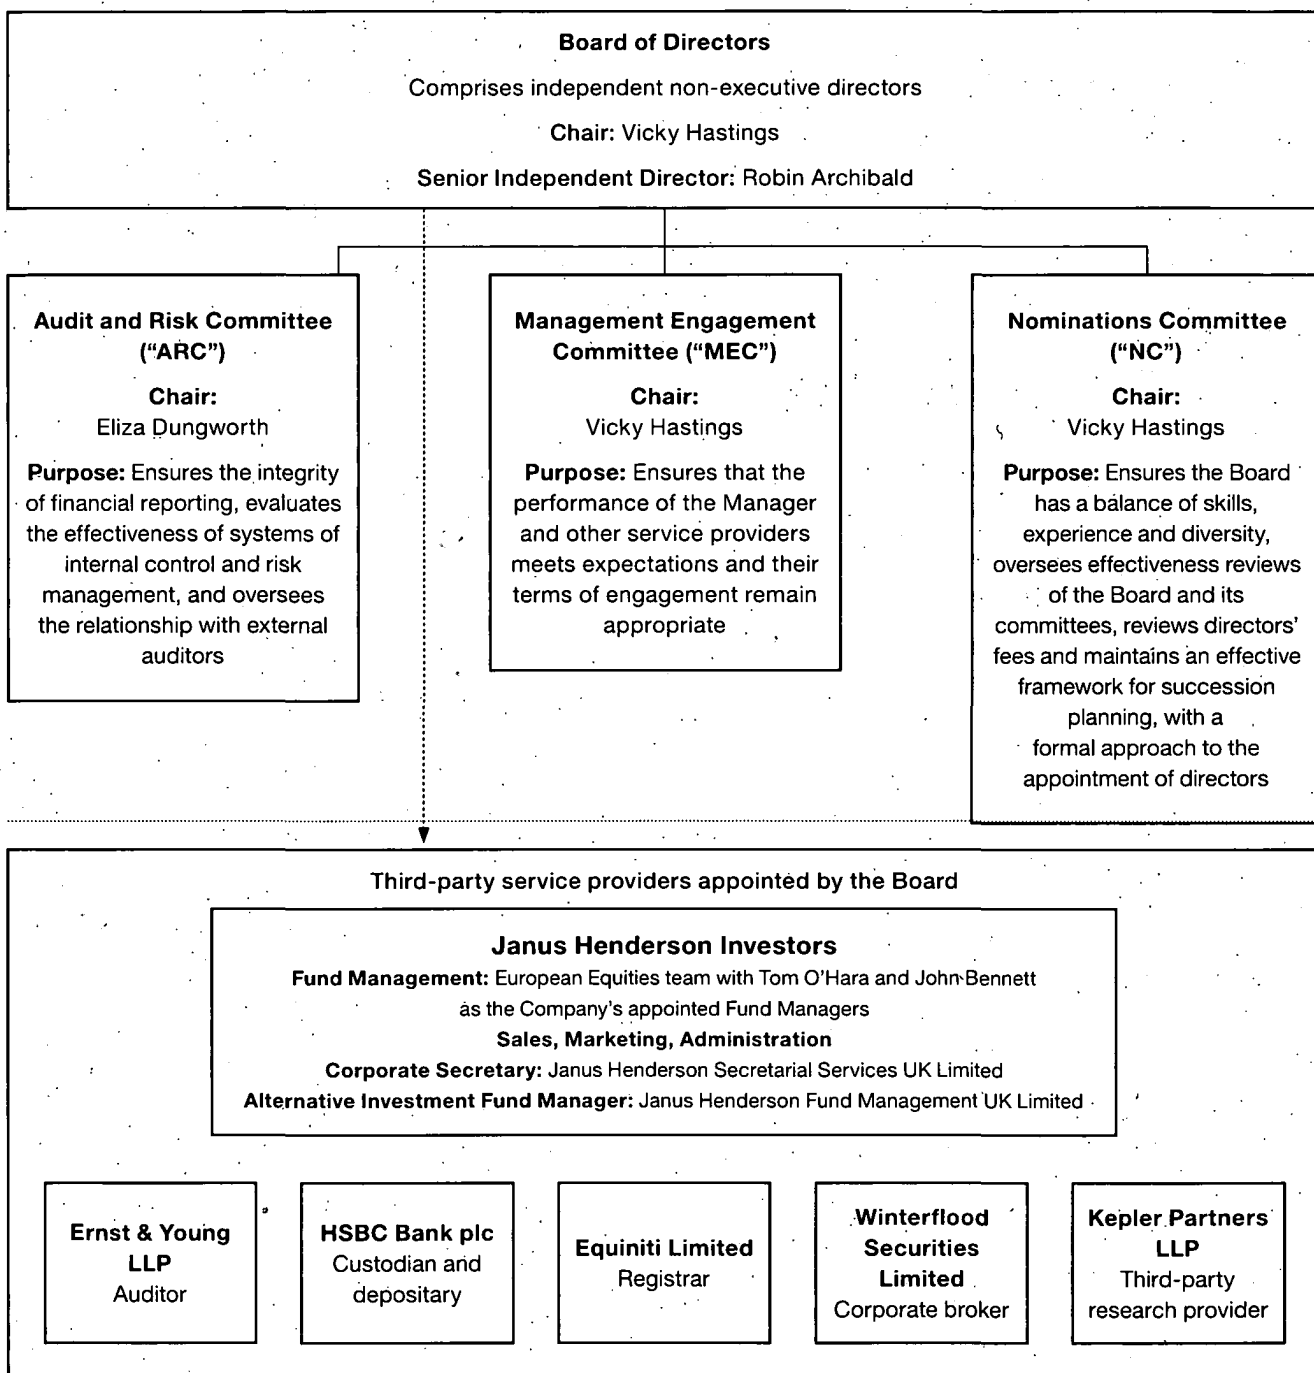 Board of Directors
Comprises independent non-executive directors
Chair: Vicky Hastings
Senior Independent Director: Robin Archibald
Audit and Risk Committee
("ARC")
Chair:
Eliza Dungworth
Purpose: Ensures the integrity
of financial reporting, evaluates
the effectiveness of systems of
internal control and risk
management, and oversees
the relationship with external
auditors
Management Engagement
Committee ("MEC")
Chair:
Vicky Hastings
Purpose: Ensures that the
performance of the Manager
and other service providers
meets expectations and their
terms of engagement remain
appropriate
Nominations Committee
("NC")
Chair:
Vicky Hastings
Purpose: Ensures the Board
has a balance of skills,
experience and diversity,
oversees effectiveness reviews
of the Board and its
committees, reviews directors'
fees and maintains an effective
framework for succession
planning, with a
formal approach to the
appointment of directors
Third-party service providers appointed by the Board
Janus Henderson Investors
Fund Management: European Equities team with Tom O'Hara and John Bennett
as the Company's appointed Fund Managers
Sales, Marketing, Administration
Corporate Secretary: Janus Henderson Secretarial Services UK Limited
Alternative Investment Fund Manager: Janus Henderson Fund Management UK Limited
Ernst & Young
LLP
Auditor
HSBC Bank plc
Custodian and
depositary
Equiniti Limited
Registrar
Winterflood
Securities
Limited
Corporate broker
Kepler Partners
LLP
Third-party
research provider